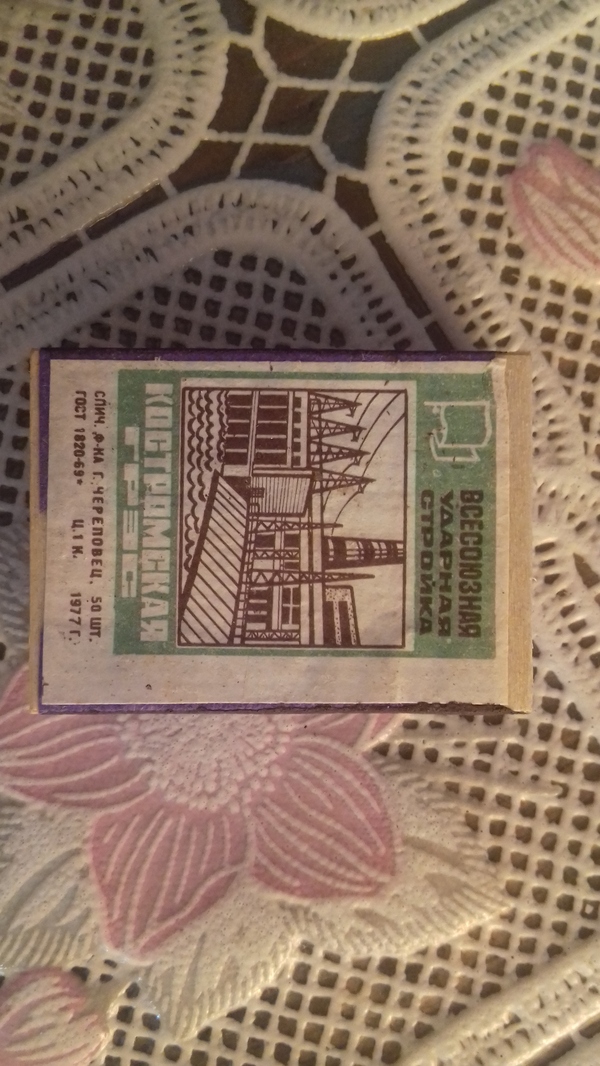 ВСЕСОЮЗНАЯ
УДАРНАЯ
СТРОЙКА
КОСТРОМСКАЯ
ГРЭС
СПИЧ. Ф-КА Г. ЧЕРЕПОВЕЦ. 50 ШТ.
ГОСТ 1820-69* Ц. 1 К. 1977 Г.